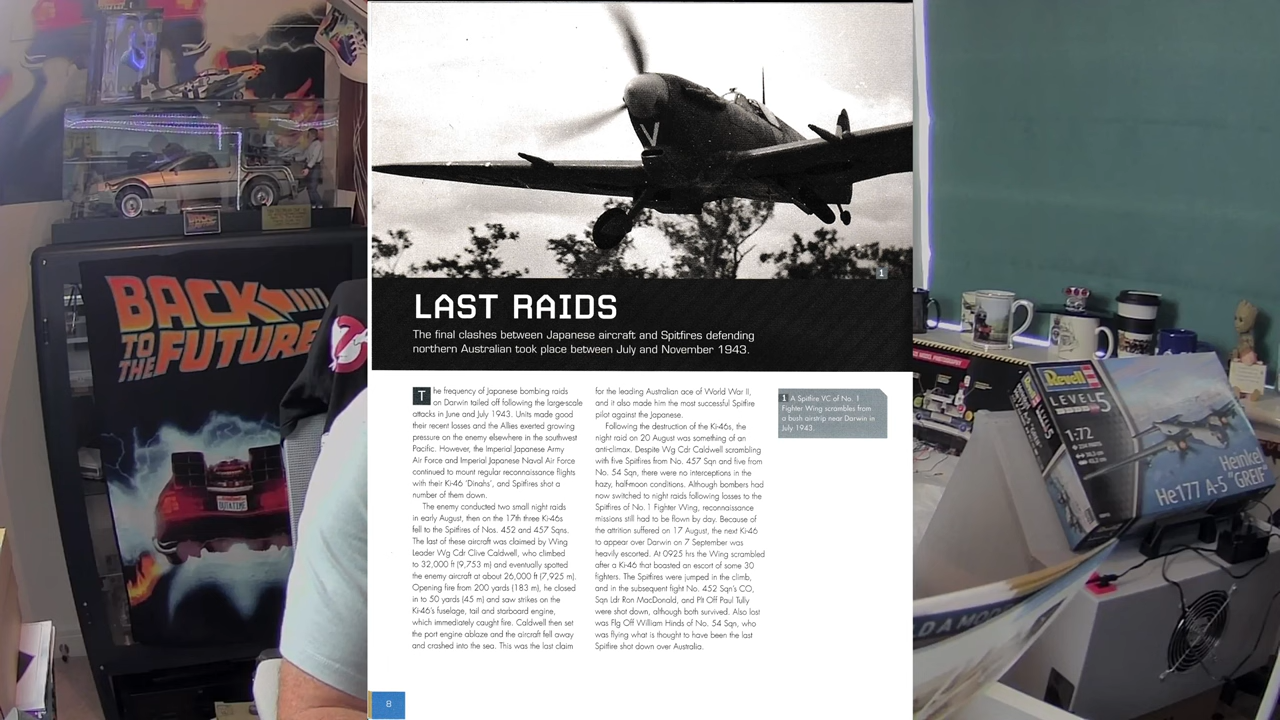 BACK
TO
THE
FUTURE
OUTATIME
1
LAST RAIDS
The final clashes between Japanese aircraft and Spitfires defending
northern Australian took place between July and November 1943.
The frequency of Japanese bombing raids
on Darwin tailed off following the large-scale
attacks in June and July 1943. Units made good
their recent losses and the Allies exerted growing
pressure on the enemy elsewhere in the southwest
Pacific. However, the Imperial Japanese Army
Air Force and Imperial Japanese Naval Air Force
continued to mount regular reconnaissance flights
with their Ki-46 'Dinahs', and Spitfires shot a
number of them down.
The enemy conducted two small night raids
in early August, then on the 17th three Ki-46s
fell to the Spitfires of Nos. 452 and 457 Sqns.
The last of these aircraft was claimed by Wing
Leader Wg Cdr Clive Caldwell, who climbed
to 32,000 ft (9,753 m) and eventually spotted
the enemy aircraft at about 26,000 ft (7,925 m).
Opening fire from 200 yards (183 m), he closed
in to 50 yards (45 m) and saw strikes on the
Ki-46's fuselage, tail and starboard engine,
which immediately caught fire. Caldwell then set
the port engine ablaze and the aircraft fell away
and crashed into the sea. This was the last claim
for the leading Australian ace of World War II,
and it also made him the most successful Spitfire
pilot against the Japanese.
Following the destruction of the Ki-46s, the
night raid on 20 August was something of an
anti-climax. Despite Wg Cdr Caldwell scrambling
with five Spitfires from No. 457 Sqn and five from
No. 54 Sqn, there were no interceptions in the
hazy, half-moon conditions. Although bombers had
now switched to night raids following losses to the
Spitfires of No. 1 Fighter Wing, reconnaissance
missions still had to be flown by day. Because of
the attrition suffered on 17 August, the next Ki-46
to appear over Darwin on 7 September was
heavily escorted. At 0925 hrs the Wing scrambled
after a Ki-46 that boasted an escort of some 30
fighters. The Spitfires were jumped in the climb,
and in the subsequent fight No. 452 Sqn's CO,
Sqn Ldr Ron MacDonald, and Plt Off Paul Tully
were shot down, although both survived. Also lost
was Flg Off William Hinds of No. 54 Sqn, who
was flying what is thought to have been the last
Spitfire shot down over Australia.
1 A Spitfire VC of No. 1
Fighter Wing scrambles from
a bush airstrip near Darwin in
July 1943.
8
V
Revell
LEVEL 5
1:72
Heinkel
He177 A-5 "GREIF"